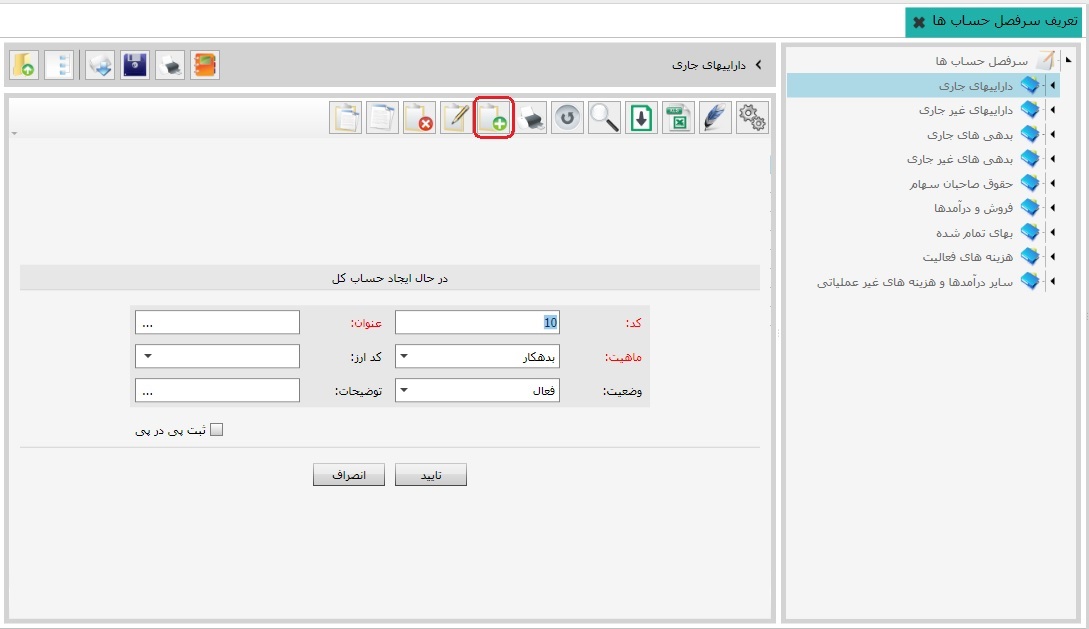 تعریف سرفصل حساب ها
سرفصل حساب ها
داراییهای جاری
داراییهای غیر جاری
بدهی های جاری
بدهی های غیر جاری
حقوق صاحبان سهام
فروش و درآمدها
بهای تمام شده
هزینه های فعالیت
سایر درآمدها و هزینه های غیر عملیاتی
داراییهای جاری
در حال ایجاد حساب کل
کد: 10 عنوان: ...
ماهیت: بدهکار کد ارز:
وضعیت: فعال توضیحات: ...
ثبت پی در پی
تایید انصراف